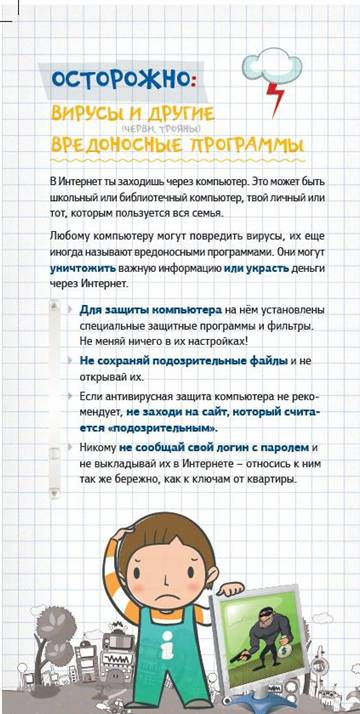 ОСТОРОЖНО:
ВИРУСЫ И ДРУГИЕ
(ЧЕРВИ, ТРОЯНЫ)
ВРЕДОНОСНЫЕ ПРОГРАММЫ
В Интернет ты заходишь через компьютер. Это может быть
школьный или библиотечный компьютер, твой личный или
тот, которым пользуется вся семья.
Любому компьютеру могут повредить вирусы, их еще
иногда называют вредоносными программами. Они могут
уничтожить важную информацию или украсть деньги
через Интернет.
Для защиты компьютера на нём установлены
специальные защитные программы и фильтры.
Не меняй ничего в их настройках!
Не сохраняй подозрительные файлы и не
открывай их.
Если антивирусная защита компьютера не реко-
мендует, не заходи на сайт, который счита-
ется «подозрительным».
Никому не сообщай свой логин с паролем и
не выкладывай их в Интернете – относись к ним
так же бережно, как к ключам от квартиры.
i
$